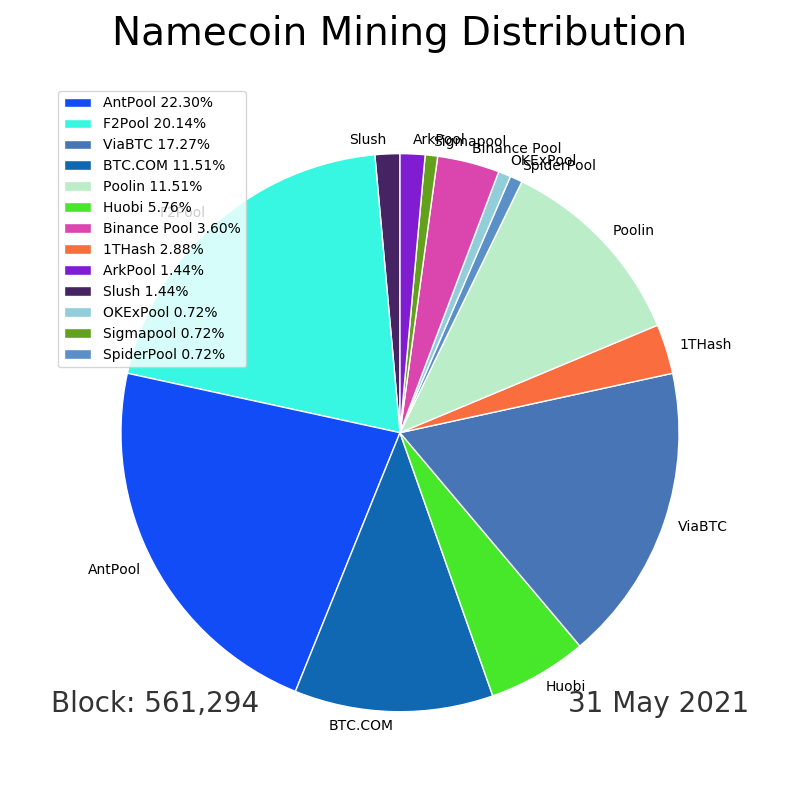 Namecoin Mining Distribution
AntPool 22.30%
F2Pool 20.14%
ViaBTC 17.27%
BTC.COM 11.51%
Poolin 11.51%
Huobi 5.76%
Binance Pool 3.60%
1THash 2.88%
ArkPool 1.44%
Slush 1.44%
OKExPool 0.72%
Sigmapool 0.72%
SpiderPool 0.72%
Slush
ArkPool
Sigmapool
Binance Pool
OKExPool
SpiderPool
F2Pool
Poolin
1THash
ViaBTC
AntPool
Huobi
BTC.COM
Block: 561,294
31 May 2021